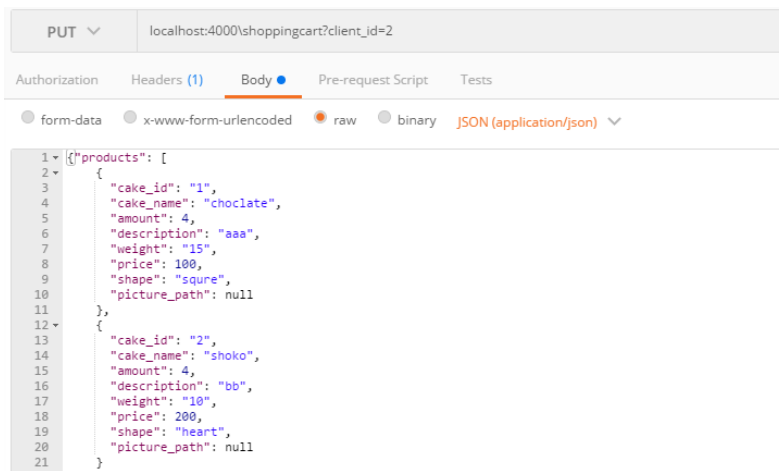 PUT localhost:4000\shoppingcart?client_id=2
Authorization Headers (1) Body Pre-request Script Tests
form-data x-www-form-urlencoded raw binary JSON (application/json)
1 {"products": [
2 {
3 "cake_id": "1",
4 "cake_name": "choclate",
5 "amount": 4,
6 "description": "aaa",
7 "weight": "15",
8 "price": 100,
9 "shape": "squre",
10 "picture_path": null
11 },
12 {
13 "cake_id": "2",
14 "cake_name": "shoko",
15 "amount": 4,
16 "description": "bb",
17 "weight": "10",
18 "price": 200,
19 "shape": "heart",
20 "picture_path": null
21 }